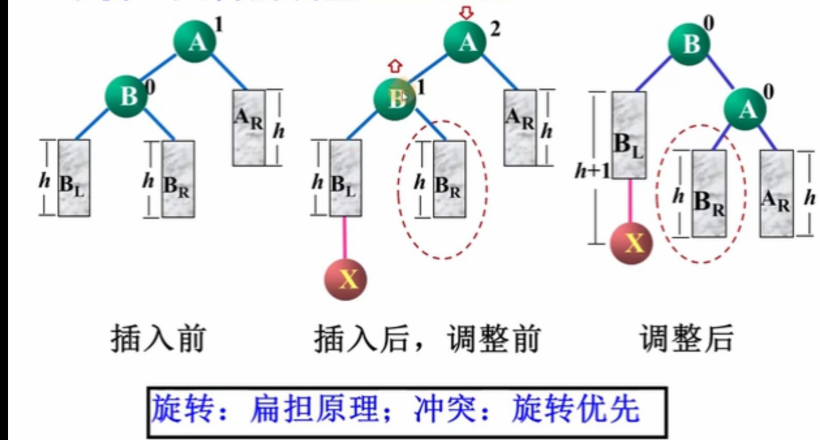 A 1
B 0
A_R h
h B_L
h B_R
插入前
A 2
B 1
A_R h
h B_L
h B_R
X
插入后，调整前
B 0
A 0
B_L
h+1
h B_R
A_R h
X
调整后
旋转：扁担原理；冲突：旋转优先